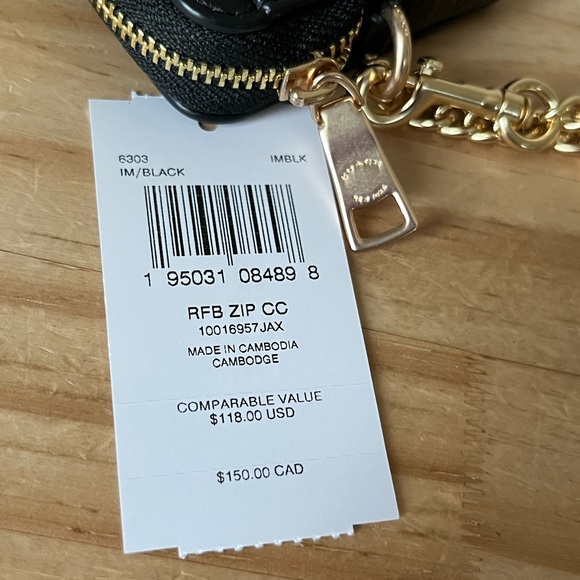 6303 IMBLK
IM/BLACK
1 95031 08489 8
RFB ZIP CC
10016957JAX
MADE IN CAMBODIA
CAMBODGE
COMPARABLE VALUE
$118.00 USD
$150.00 CAD